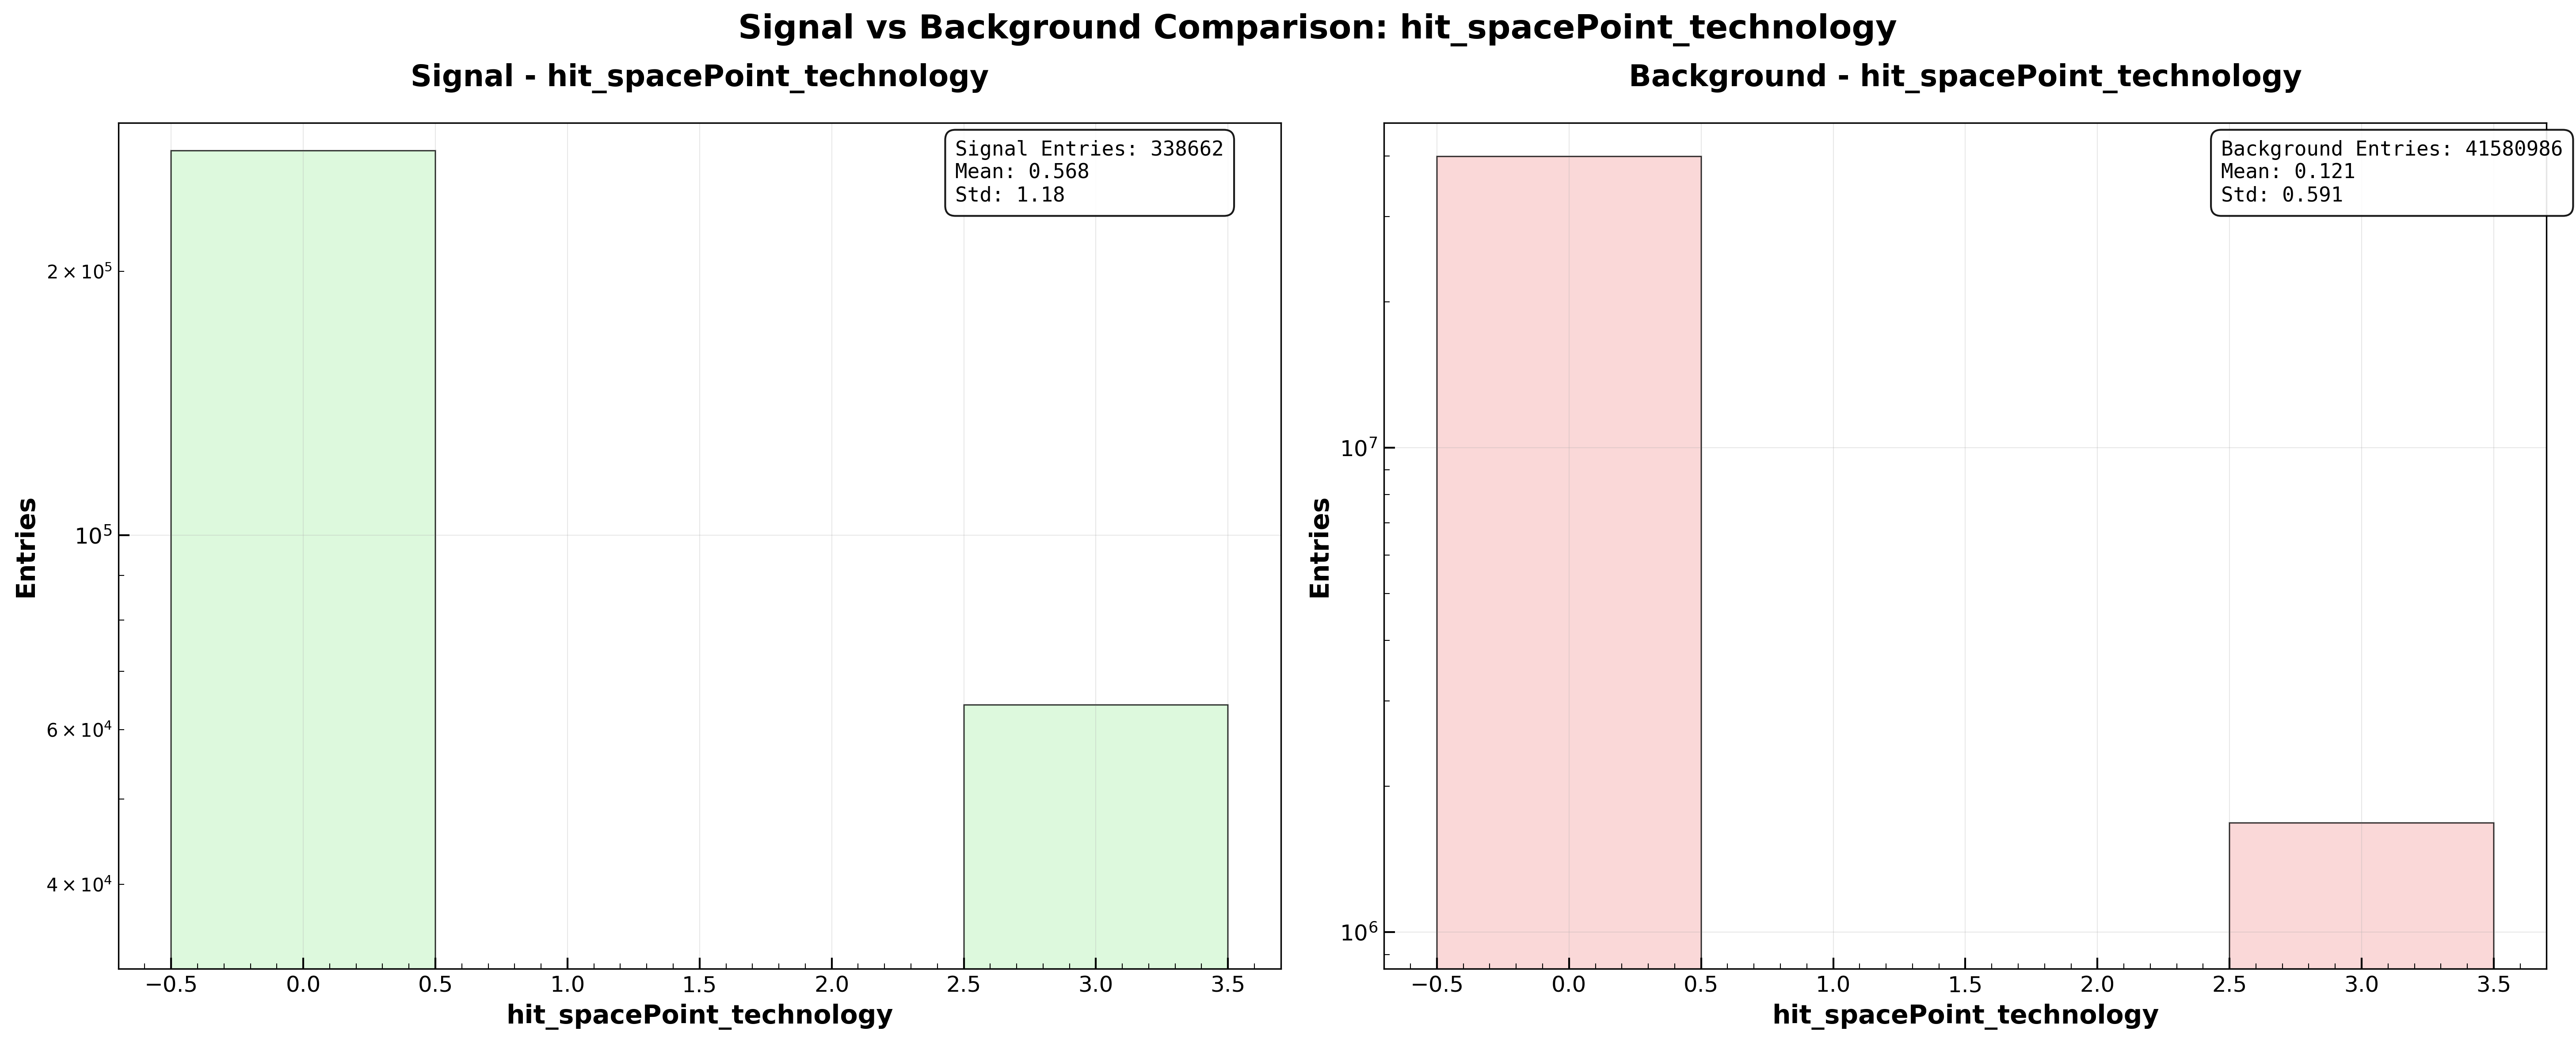 Signal vs Background Comparison: hit_spacePoint_technology
Signal - hit_spacePoint_technology
Signal Entries: 338662
Mean: 0.568
Std: 1.18
Entries
2 × 10⁵
10⁵
6 × 10⁴
4 × 10⁴
−0.5 0.0 0.5 1.0 1.5 2.0 2.5 3.0 3.5
hit_spacePoint_technology
Background - hit_spacePoint_technology
Background Entries: 41580986
Mean: 0.121
Std: 0.591
Entries
10⁷
10⁶
−0.5 0.0 0.5 1.0 1.5 2.0 2.5 3.0 3.5
hit_spacePoint_technology